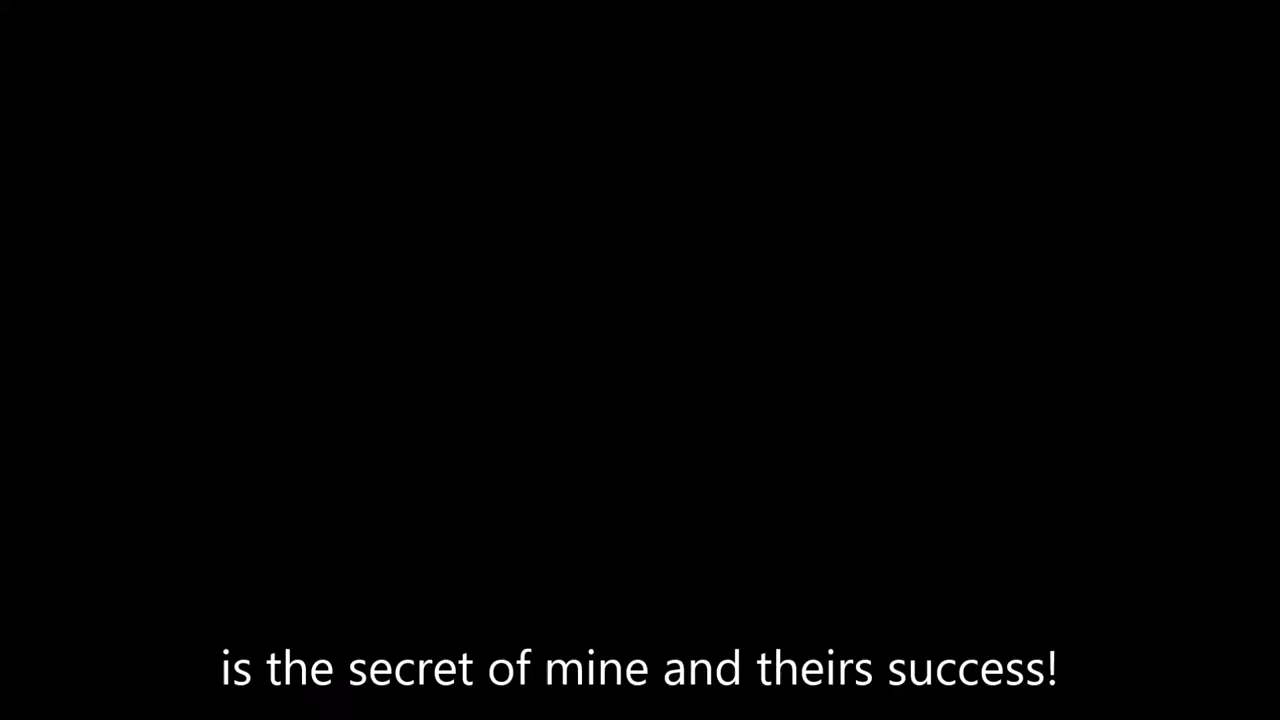 is the secret of mine and theirs success!